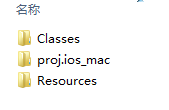 名称
Classes
proj.ios_mac
Resources